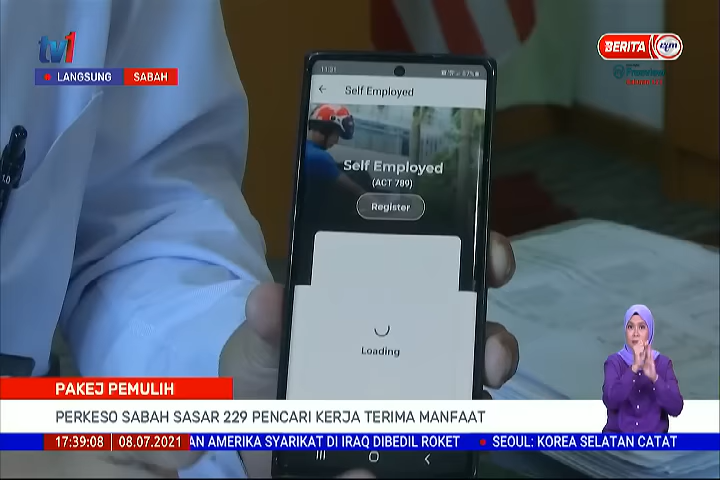 tv1
BERITA rtm
LANGSUNG SABAH
11:31
Self Employed
Self Employed
(ACT 789)
Register
Loading
PAKEJ PEMULIH
PERKESO SABAH SASAR 229 PENCARI KERJA TERIMA MANFAAT
17:39:08 08.07.2021 AN AMERIKA SYARIKAT DI IRAQ DIBEDIL ROKET SEOUL: KOREA SELATAN CATAT